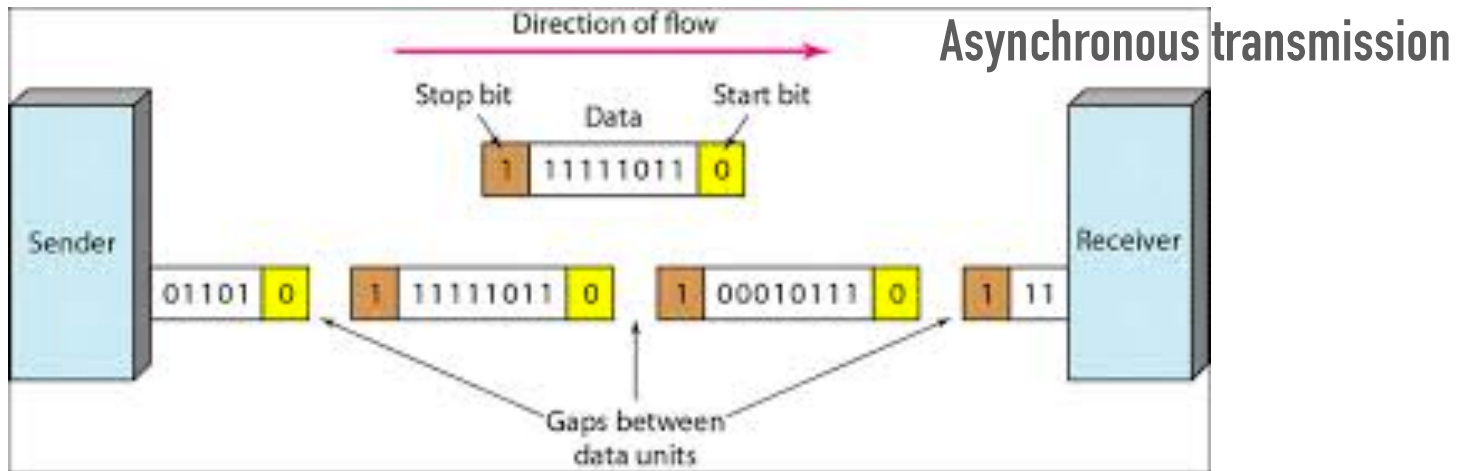 Asynchronous transmission
Direction of flow
Stop bit
Start bit
Data
1 11111011 0
Sender
Receiver
01101 0
1 11111011 0
1 00010111 0
1 11
Gaps between
data units